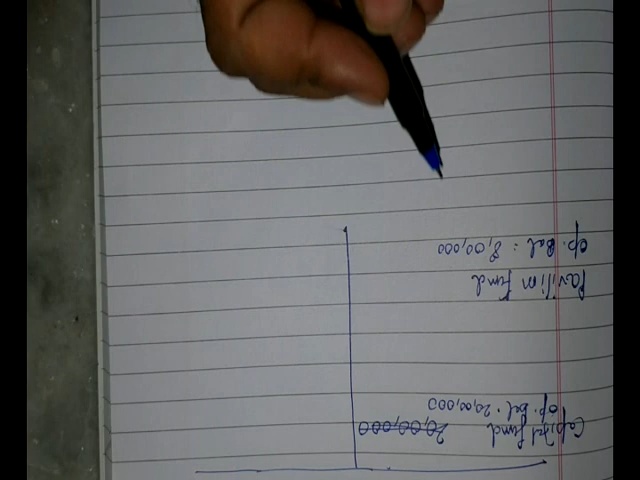 Capital fund 20,00,000
op. bal. 20,00,000
Pavilion fund
op. Bal : 8,00,000